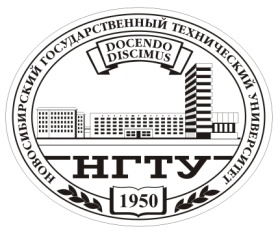 НОВОСИБИРСКИЙ ГОСУДАРСТВЕННЫЙ ТЕХНИЧЕСКИЙ УНИВЕРСИТЕТ
DOCENDO
DISCIMUS
НГТУ
1950